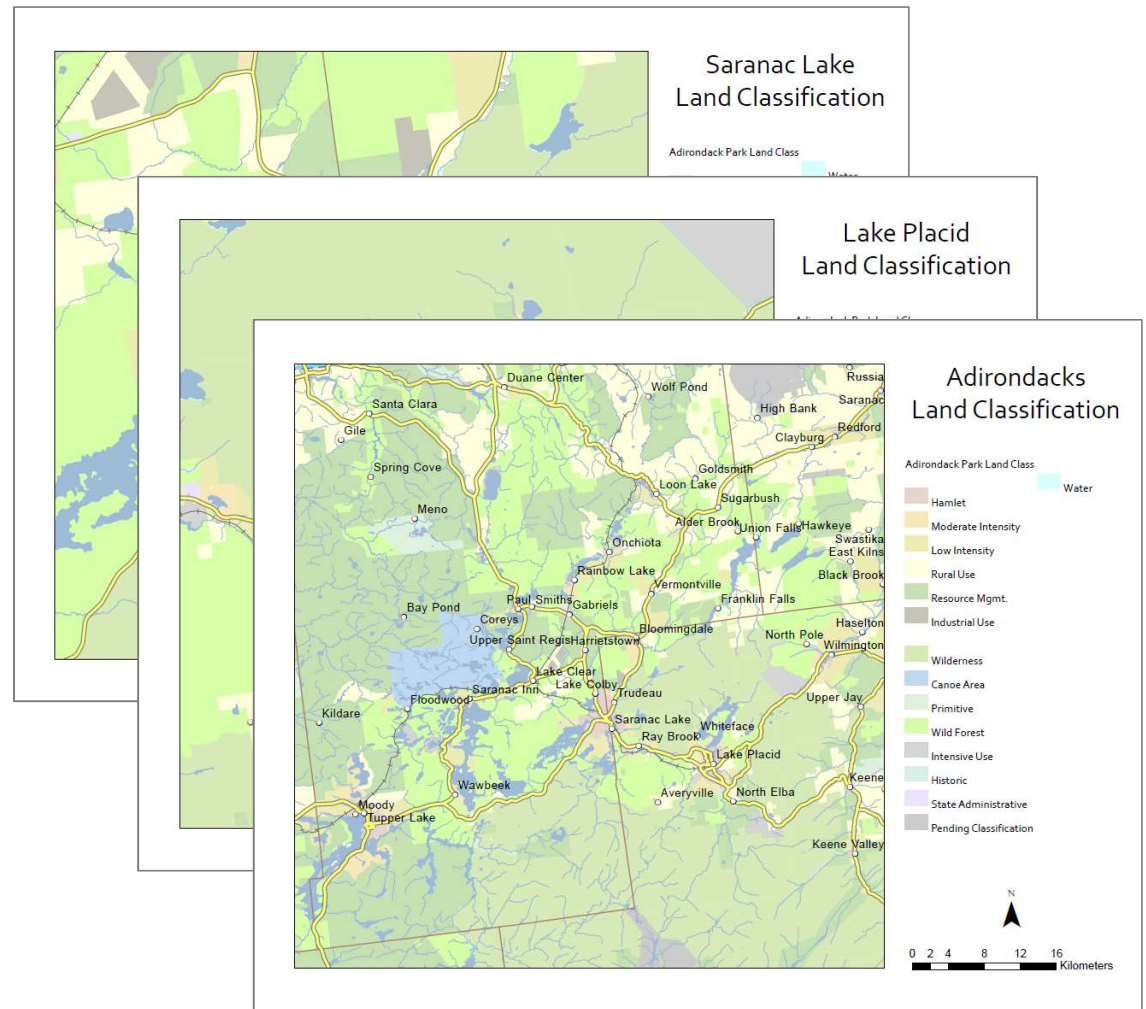 Saranac Lake
Land Classification
Adirondack Park Land Class
Water
Lake Placid
Land Classification
Adirondacks
Land Classification
Adirondack Park Land Class
Water
Hamlet
Moderate Intensity
Low Intensity
Rural Use
Resource Mgmt.
Industrial Use
Wilderness
Canoe Area
Primitive
Wild Forest
Intensive Use
Historic
State Administrative
Pending Classification
N
0 2 4 8 12 16
Kilometers
Duane Center
Wolf Pond
Russia
Saranac
Santa Clara
High Bank
Redford
Gile
Clayburg
Spring Cove
Goldsmith
Loon Lake
Sugarbush
Meno
Alder Brook
Union Falls
Hawkeye
Swastika
Onchiota
East Kilns
Rainbow Lake
Black Brook
Vermontville
Paul Smiths
Gabriels
Franklin Falls
Bay Pond
Coreys
Bloomingdale
Haselton
Upper Saint Regis
Harrietstown
North Pole
Wilmington
Lake Clear
Lake Colby
Trudeau
Saranac Inn
Floodwood
Upper Jay
Kildare
Saranac Lake
Whiteface
Ray Brook
Lake Placid
Wawbeek
Averyville
North Elba
Keene
Moody
Tupper Lake
Keene Valley